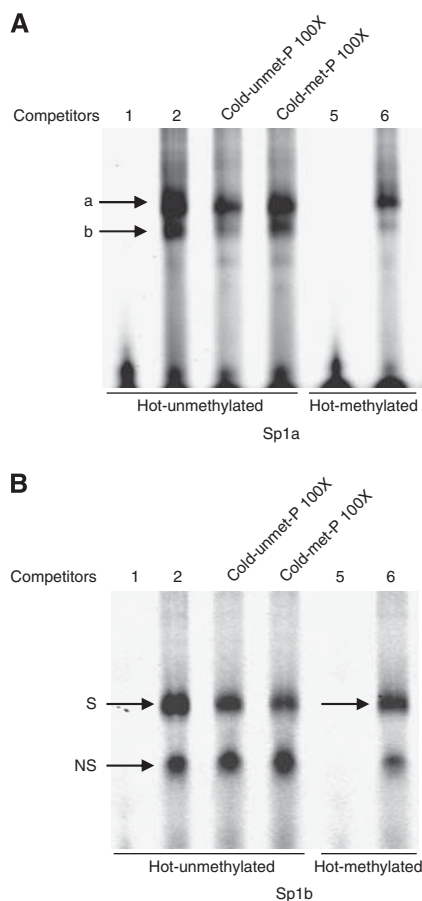 A
Cold-unmet-P 100X
Cold-met-P 100X
Competitors 1 2 5 6
a
b
Hot-unmethylated Hot-methylated
Sp1a
B
Cold-unmet-P 100X
Cold-met-P 100X
Competitors 1 2 5 6
S
NS
Hot-unmethylated Hot-methylated
Sp1b